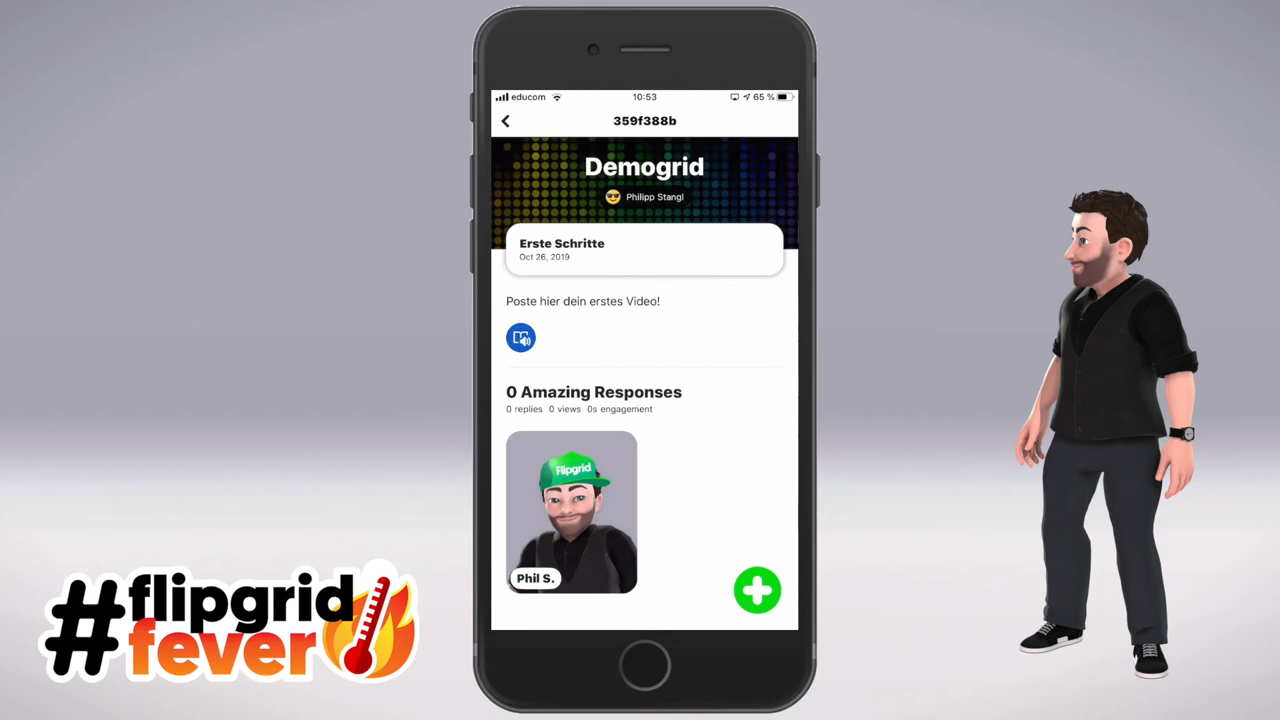 educom 10:53 65 %
359f388b
Demogrid
Philipp Stangl
Erste Schritte
Oct 26, 2019
Poste hier dein erstes Video!
0 Amazing Responses
0 replies 0 views 0s engagement
Flipgrid
Phil S.
#flipgrid
fever